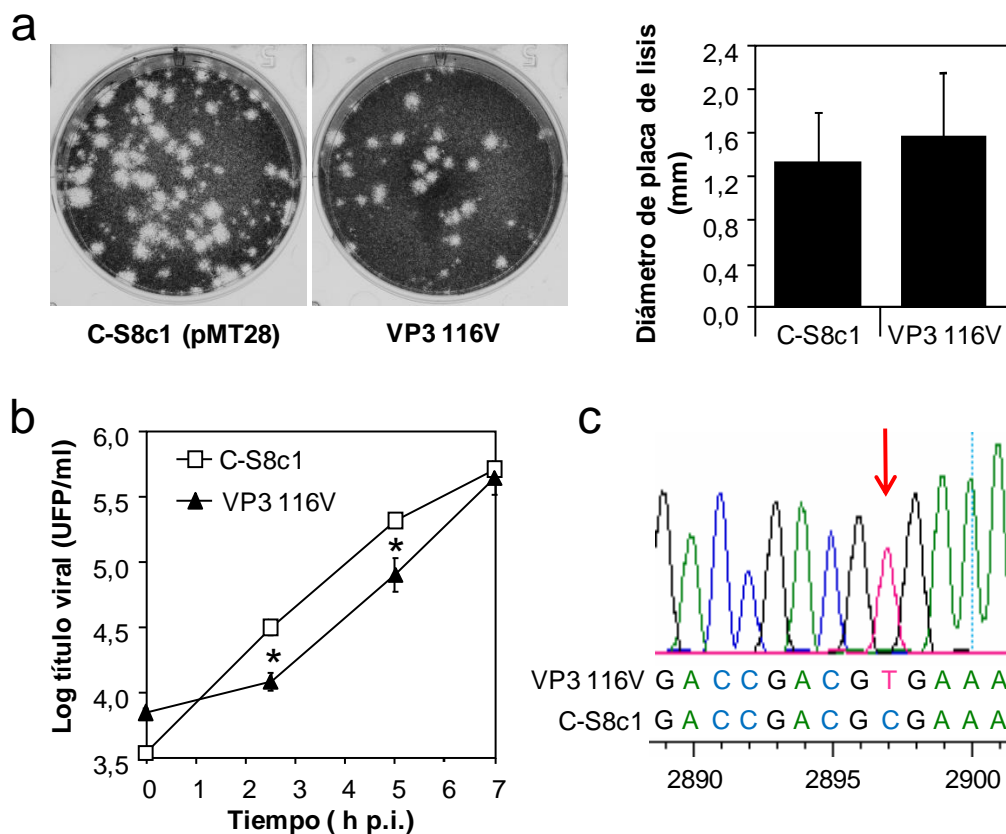 a
C-S8c1 (pMT28)
VP3 116V
Diámetro de placa de lisis
(mm)
2,4
2,0
1,6
1,2
0,8
0,4
0,0
C-S8c1
VP3 116V
b
Log título viral (UFP/ml)
6,0
5,5
5,0
4,5
4,0
3,5
C-S8c1
VP3 116V
*
*
0 1 2 3 4 5 6 7
Tiempo ( h p.i.)
c
VP3 116V G A C C G A C G T G A A A
C-S8c1 G A C C G A C G C G A A A
2890 2895 2900